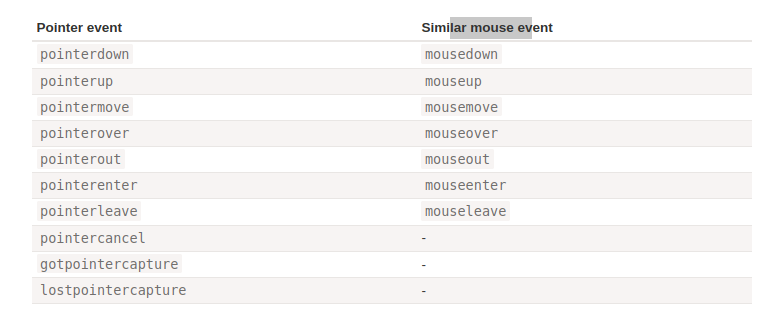 Pointer event Similar mouse event
pointerdown mousedown
pointerup mouseup
pointermove mousemove
pointerover mouseover
pointerout mouseout
pointerenter mouseenter
pointerleave mouseleave
pointercancel -
gotpointercapture -
lostpointercapture -